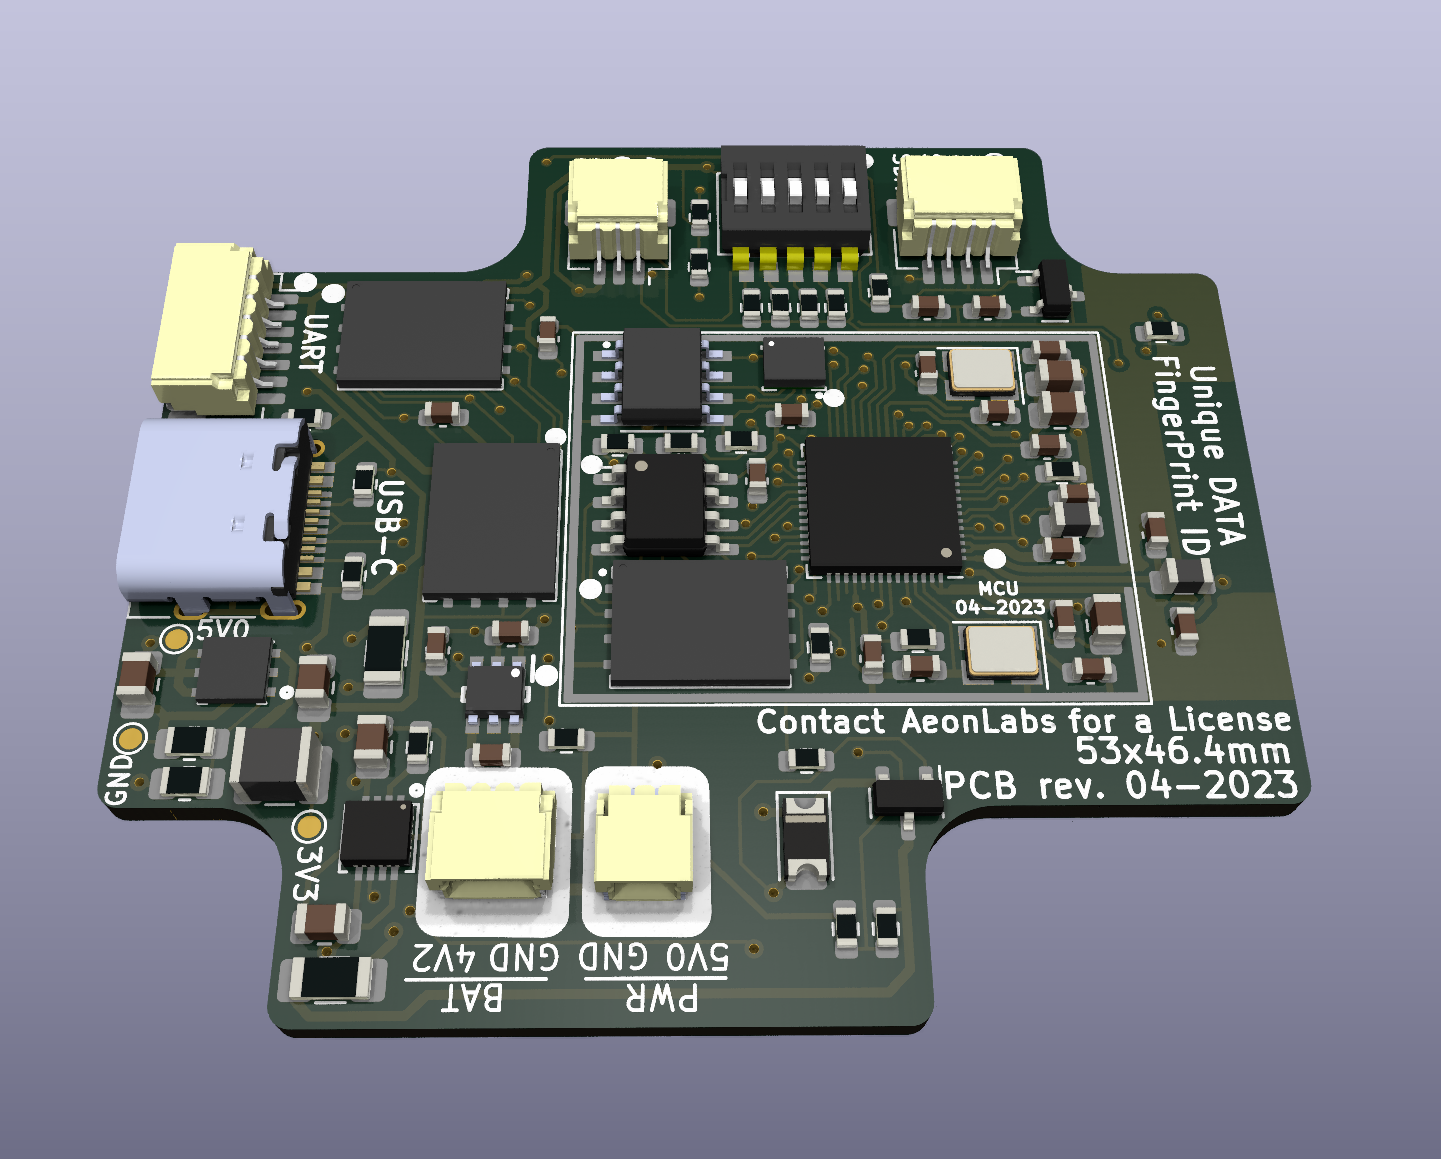 UART
USB-C
5V0
GND
3V3
Unique DATA
FingerPrint ID
MCU
04-2023
Contact AeonLabs for a License
53x46.4mm
PCB rev. 04-2023
GND 4V2
BAT
5V0 GND
PWR